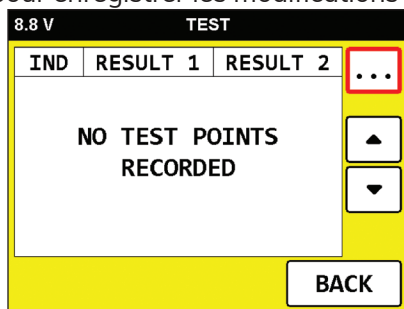 pour enregistrer les modifications
8.8 V TEST
IND RESULT 1 RESULT 2 ...
NO TEST POINTS
RECORDED
BACK